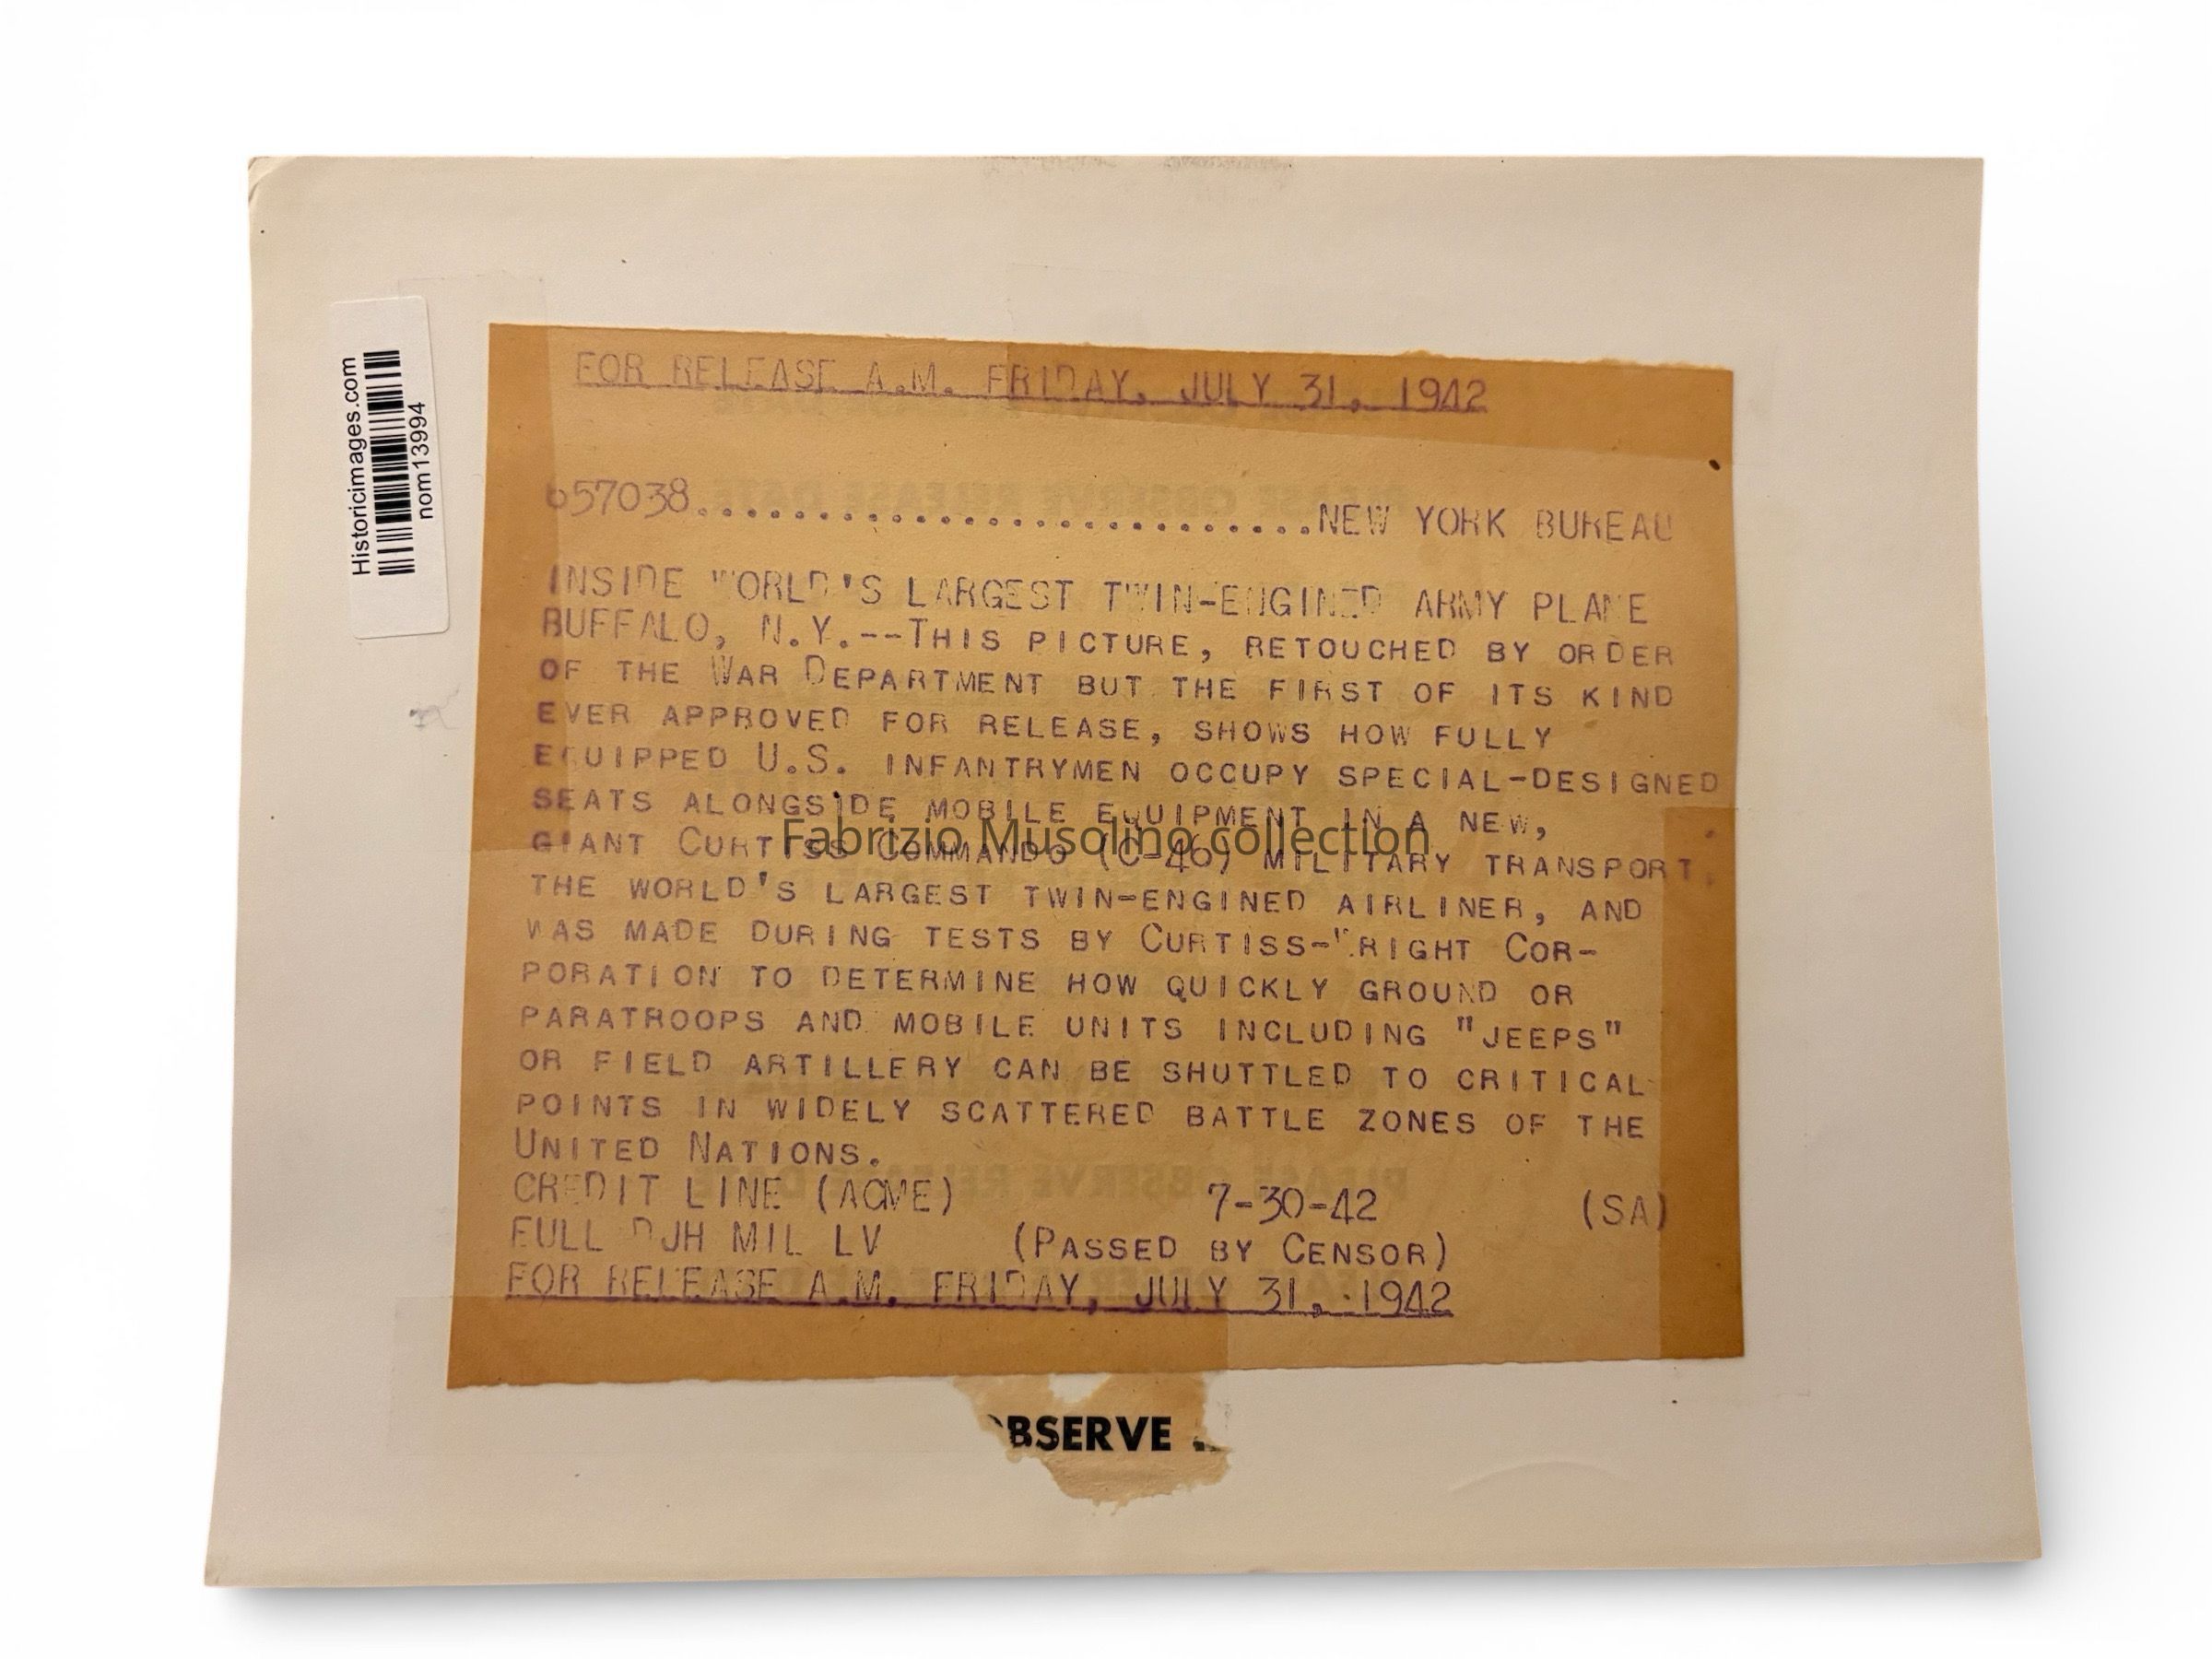 FOR RELEASE A.M. FRIDAY, JULY 31, 1942
Historicimages.com
nom13994
657038..............................NEW YORK BUREAU
INSIDE WORLD'S LARGEST TWIN-ENGINED ARMY PLANE
BUFFALO, N.Y.--THIS PICTURE, RETOUCHED BY ORDER
OF THE WAR DEPARTMENT BUT THE FIRST OF ITS KIND
EVER APPROVED FOR RELEASE, SHOWS HOW FULLY
EQUIPPED U.S. INFANTRYMEN OCCUPY SPECIAL-DESIGNED
SEATS ALONGSIDE MOBILE EQUIPMENT IN A NEW,
Fabrizio Musolino collection
GIANT CURTISS COMMANDO (C-46) MILITARY TRANSPORT,
THE WORLD'S LARGEST TWIN-ENGINED AIRLINER, AND
WAS MADE DURING TESTS BY CURTISS-WRIGHT COR-
PORATION TO DETERMINE HOW QUICKLY GROUND OR
PARATROOPS AND MOBILE UNITS INCLUDING "JEEPS"
OR FIELD ARTILLERY CAN BE SHUTTLED TO CRITICAL
POINTS IN WIDELY SCATTERED BATTLE ZONES OF THE
UNITED NATIONS.
CREDIT LINE (ACME) 7-30-42 (SA)
FULL DJH MIL LV (PASSED BY CENSOR)
FOR RELEASE A.M. FRIDAY, JULY 31, 1942
OBSERVE